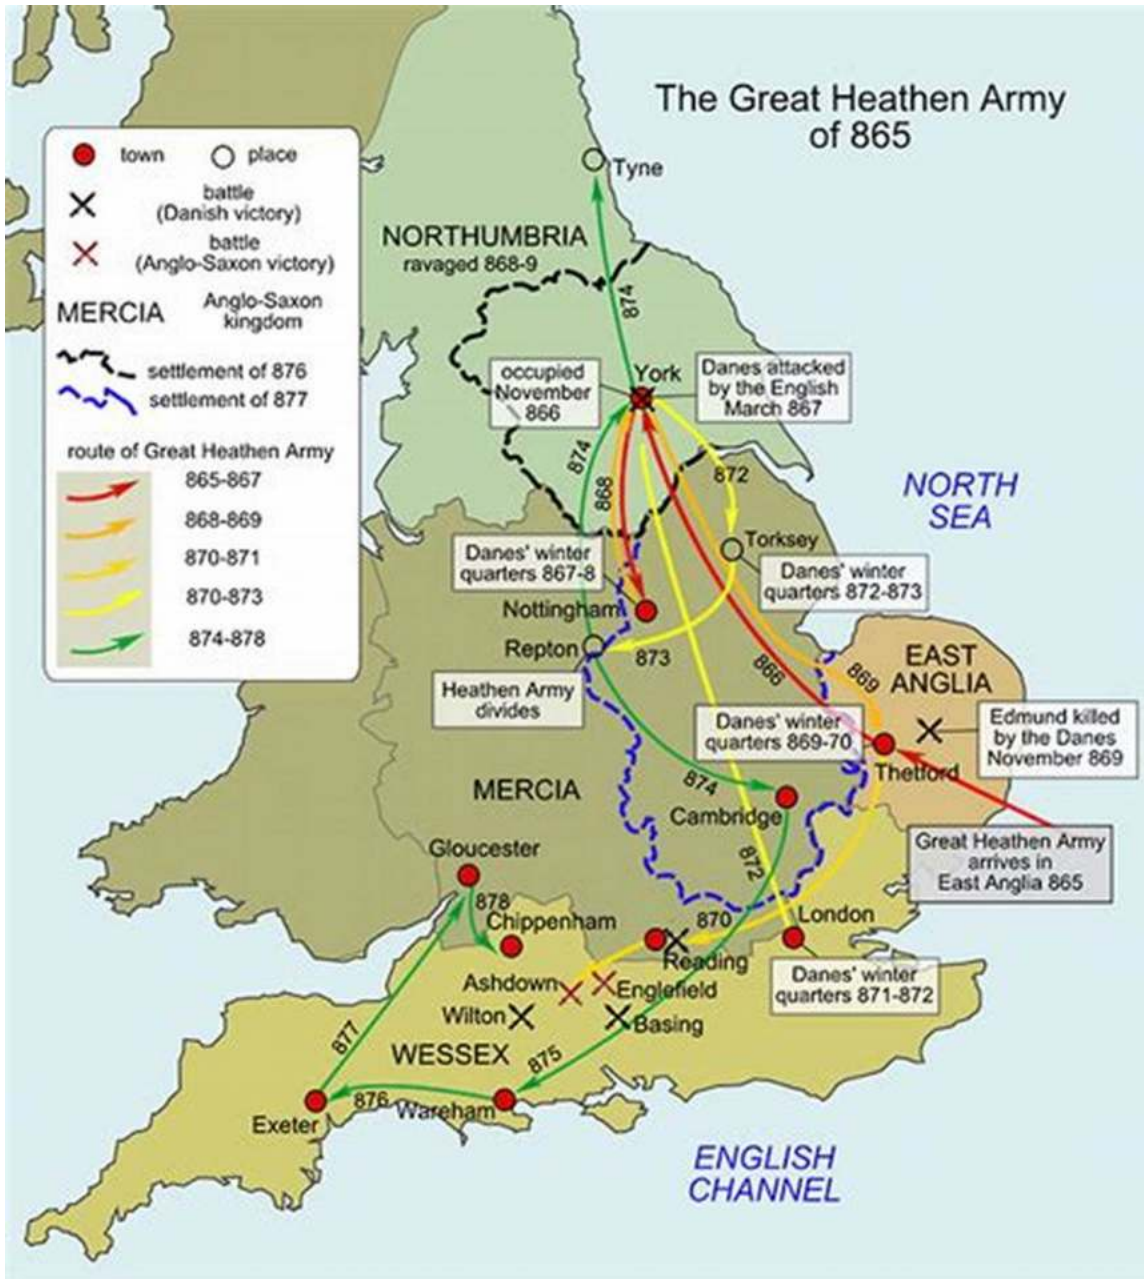 The Great Heathen Army
of 865
town
place
battle
(Danish victory)
battle
(Anglo-Saxon victory)
MERCIA
Anglo-Saxon
kingdom
settlement of 876
settlement of 877
route of Great Heathen Army
865-867
868-869
870-871
870-873
874-878
Tyne
NORTHUMBRIA
ravaged 868-9
874
York
occupied
November
866
Danes attacked
by the English
March 867
874
868
872
NORTH
SEA
Torksey
Danes' winter
quarters 867-8
Danes' winter
quarters 872-873
Nottingham
Repton
873
866
869
EAST
ANGLIA
Heathen Army
divides
Danes' winter
quarters 869-70
Edmund killed
by the Danes
November 869
Thetford
874
MERCIA
Cambridge
Great Heathen Army
arrives in
East Anglia 865
Gloucester
872
878
Chippenham
870
London
Reading
Ashdown
Englefield
Danes' winter
quarters 871-872
Wilton
Basing
WESSEX
877
875
876
Wareham
Exeter
ENGLISH
CHANNEL